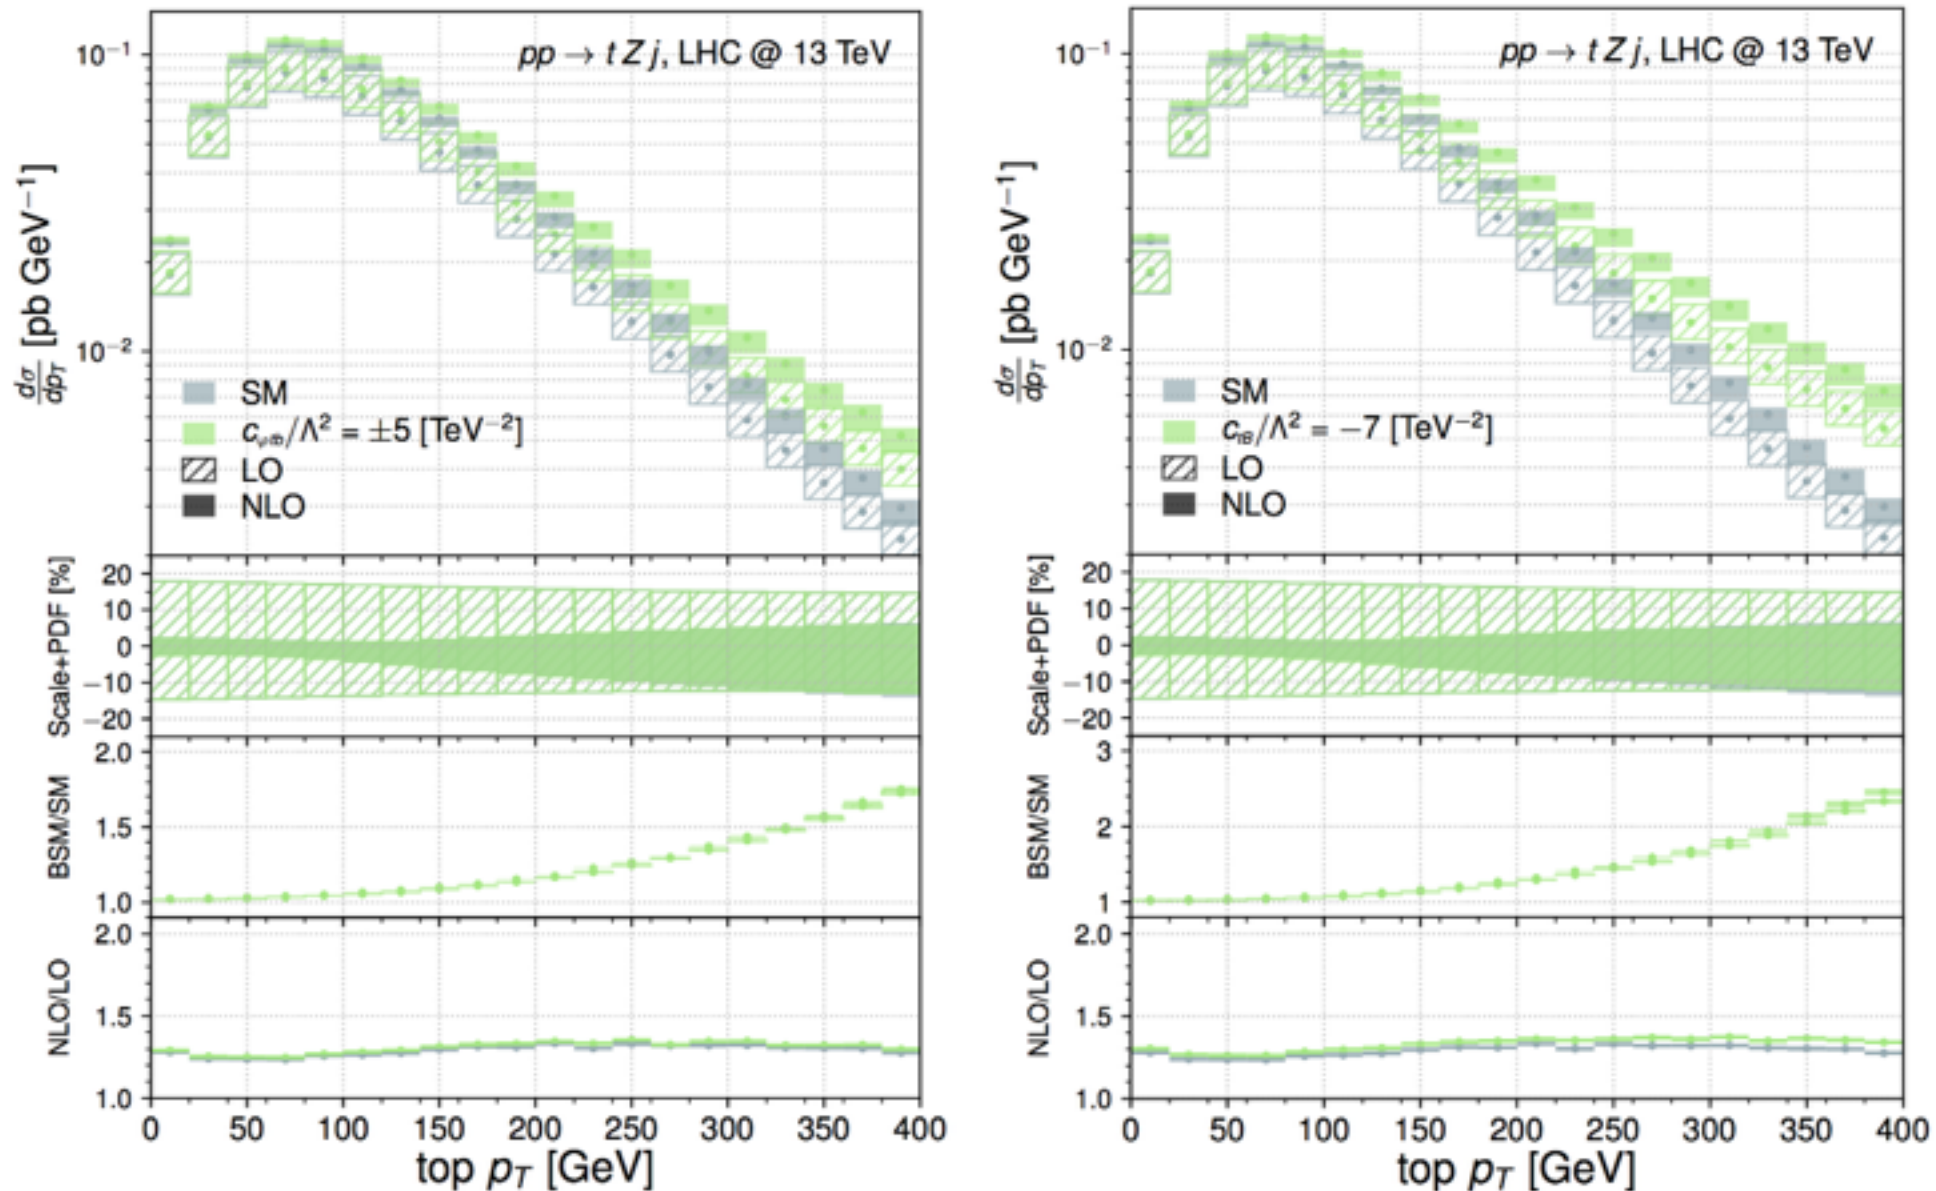 pp → t Z j, LHC @ 13 TeV
10⁻¹
10⁻²
dσ/dp_T [pb GeV⁻¹]
SM
c_φtb/Λ² = ±5 [TeV⁻²]
LO
NLO
Scale+PDF [%]
20
10
0
−10
−20
BSM/SM
2.0
1.5
1.0
NLO/LO
2.0
1.5
1.0
0 50 100 150 200 250 300 350 400
top p_T [GeV]
pp → t Z j, LHC @ 13 TeV
10⁻¹
10⁻²
dσ/dp_T [pb GeV⁻¹]
SM
c_tB/Λ² = −7 [TeV⁻²]
LO
NLO
Scale+PDF [%]
20
10
0
−10
−20
BSM/SM
3
2
1
NLO/LO
2.0
1.5
1.0
0 50 100 150 200 250 300 350 400
top p_T [GeV]